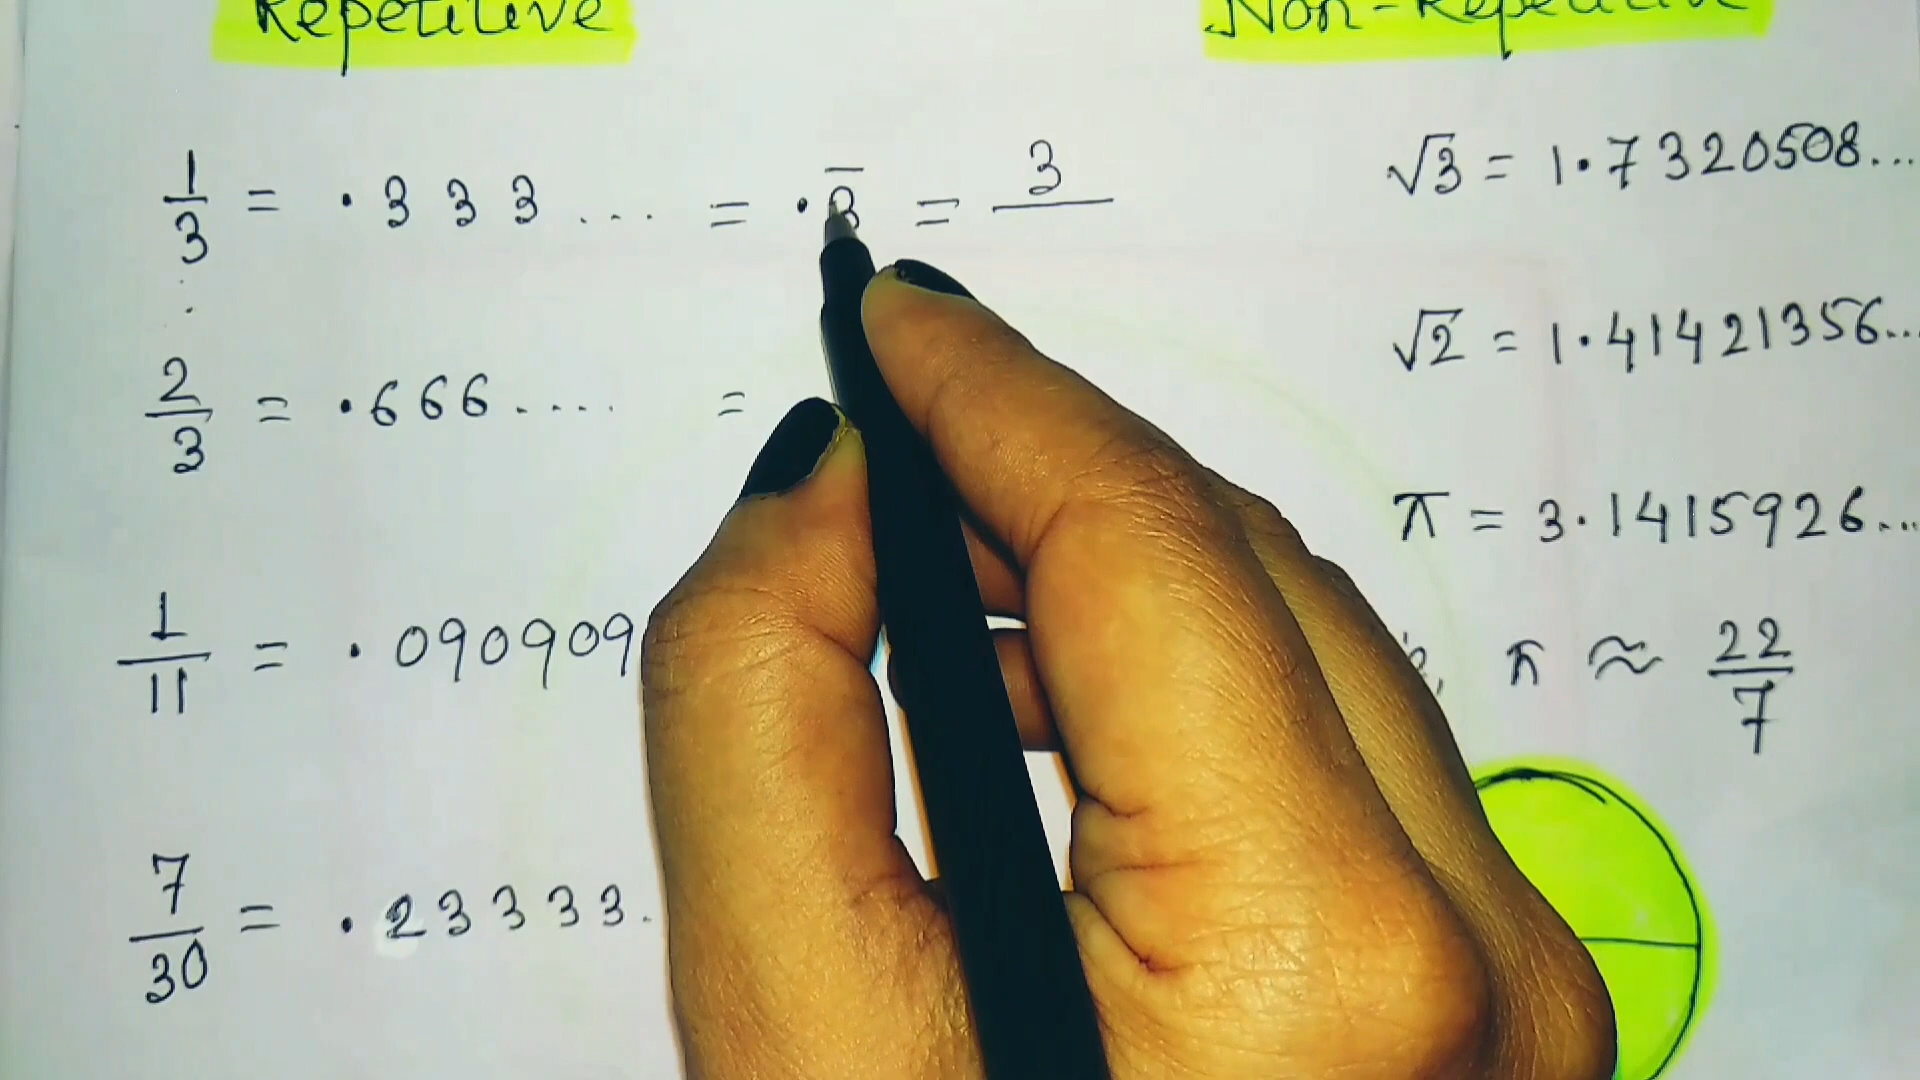 Repetitive
Non-Repetitive
1/3 = .333... = .3̅ = 3/
2/3 = .666.... =
1/11 = .090909
7/30 = .23333.
√3 = 1.7320508...
√2 = 1.41421356...
π = 3.1415926...
π ≈ 22/7